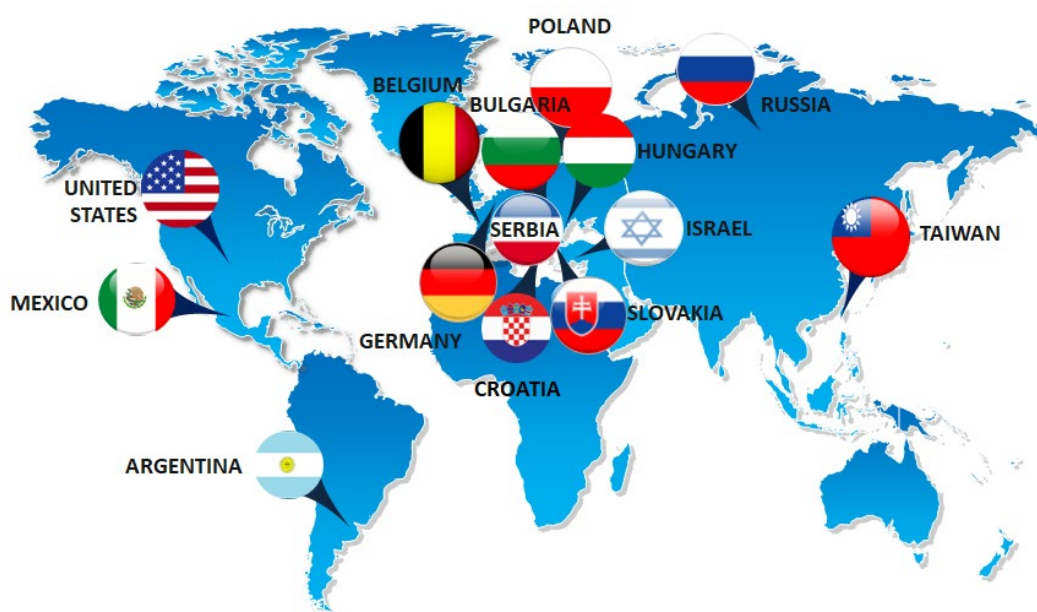 POLAND
BELGIUM
BULGARIA
RUSSIA
HUNGARY
UNITED
STATES
SERBIA
ISRAEL
TAIWAN
MEXICO
GERMANY
SLOVAKIA
CROATIA
ARGENTINA